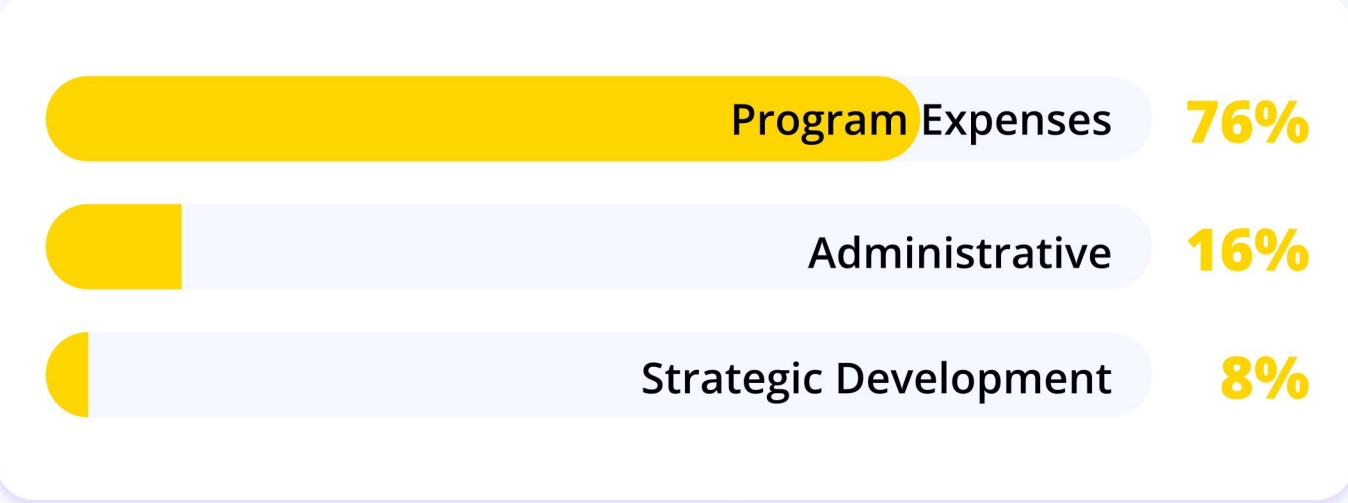 Program Expenses 76%
Administrative 16%
Strategic Development 8%